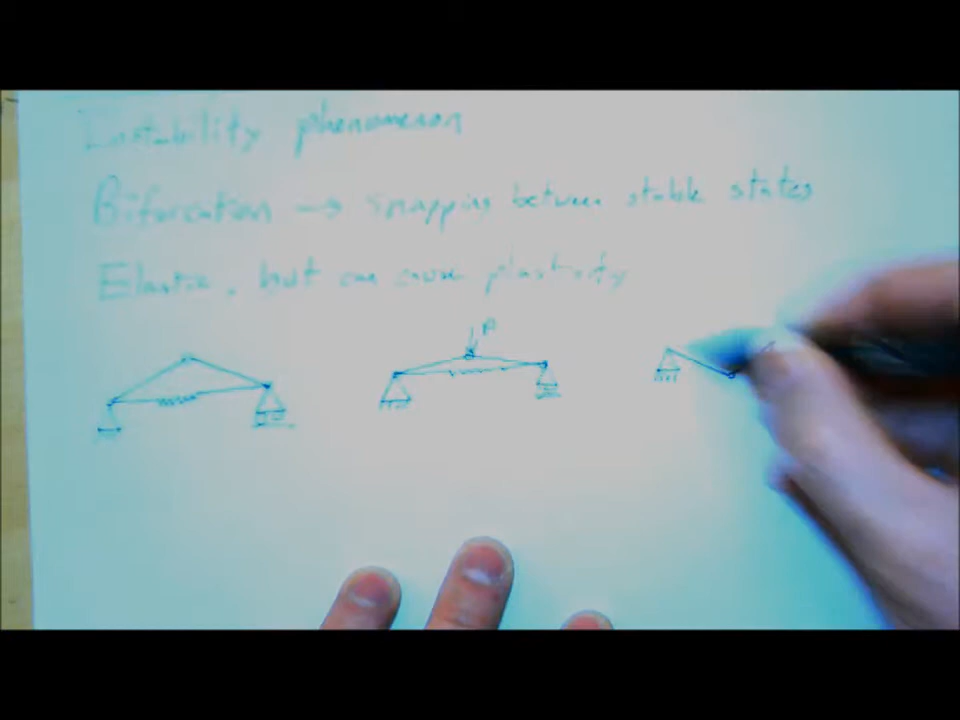 Instability phenomenon
Bifurcation → Snapping between stable states
Elastic, but can cause plasticity
P